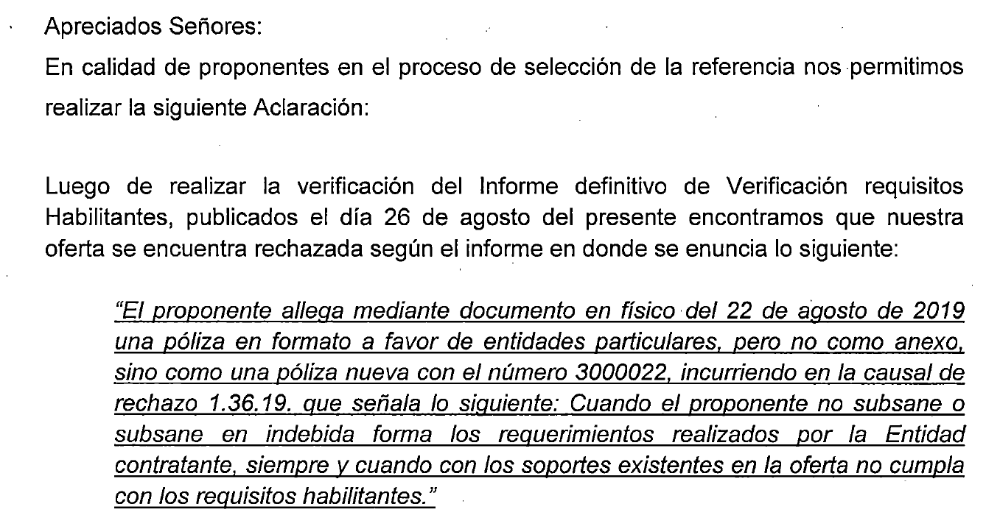 Apreciados Señores:
En calidad de proponentes en el proceso de selección de la referencia nos permitimos
realizar la siguiente Aclaración:
Luego de realizar la verificación del Informe definitivo de Verificación requisitos
Habilitantes, publicados el día 26 de agosto del presente encontramos que nuestra
oferta se encuentra rechazada según el informe en donde se enuncia lo siguiente:
“El proponente allega mediante documento en físico del 22 de agosto de 2019
una póliza en formato a favor de entidades particulares, pero no como anexo,
sino como una póliza nueva con el número 3000022, incurriendo en la causal de
rechazo 1.36.19. que señala lo siguiente: Cuando el proponente no subsane o
subsane en indebida forma los requerimientos realizados por la Entidad
contratante, siempre y cuando con los soportes existentes en la oferta no cumpla
con los requisitos habilitantes.”